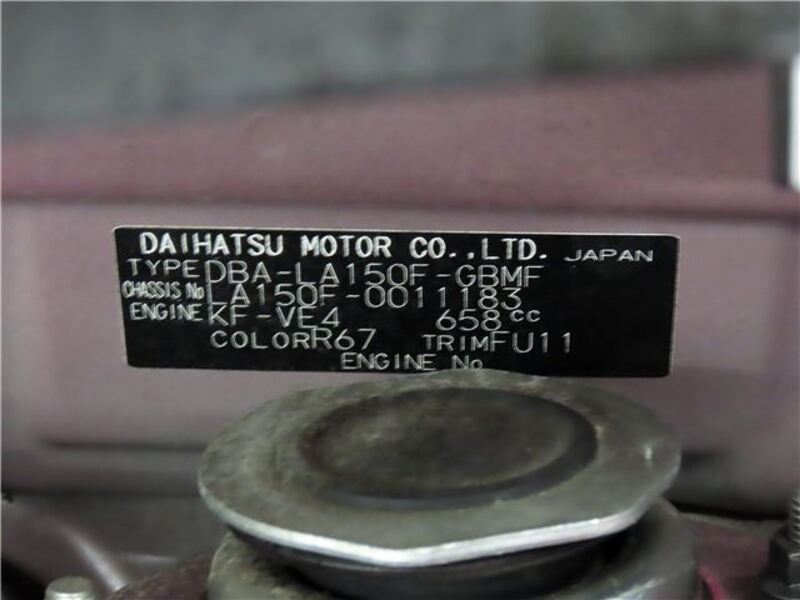 DAIHATSU MOTOR CO.,LTD. JAPAN
TYPE DBA-LA150F-GBMF
CHASSIS No LA150F-0011183
ENGINE KF-VE4 658cc
COLOR R67 TRIM FU11
ENGINE No